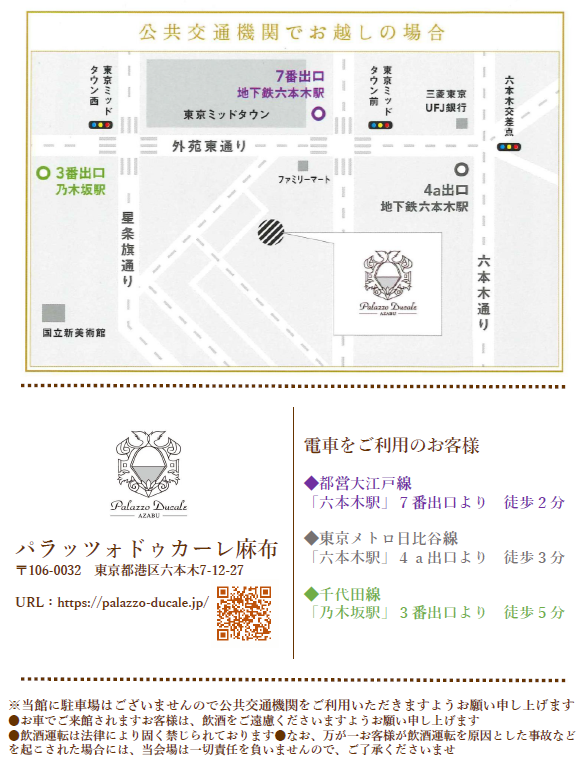 公共交通機関でお越しの場合
東京ミッドタウン西
7番出口
地下鉄六本木駅
東京ミッドタウン
東京ミッドタウン前
三菱東京
UFJ銀行
六本木交差点
外苑東通り
3番出口
乃木坂駅
ファミリーマート
4a出口
地下鉄六本木駅
星条旗通り
Palazzo Ducale
AZABU
六本木通り
国立新美術館
Palazzo Ducale
AZABU
パラッツォドゥカーレ麻布
〒106-0032 東京都港区六本木7-12-27
URL：https://palazzo-ducale.jp/
電車をご利用のお客様
◆都営大江戸線
「六本木駅」７番出口より 徒歩２分
◆東京メトロ日比谷線
「六本木駅」４ａ出口より 徒歩３分
◆千代田線
「乃木坂駅」３番出口より 徒歩５分
※当館に駐車場はございませんので公共交通機関をご利用いただきますようお願い申し上げます
●お車でご来館されますお客様は、飲酒をご遠慮くださいますようお願い申し上げます
●飲酒運転は法律により固く禁じられております●なお、万が一お客様が飲酒運転を原因とした事故など
を起こされた場合には、当会場は一切責任を負いませんので、ご了承くださいませ